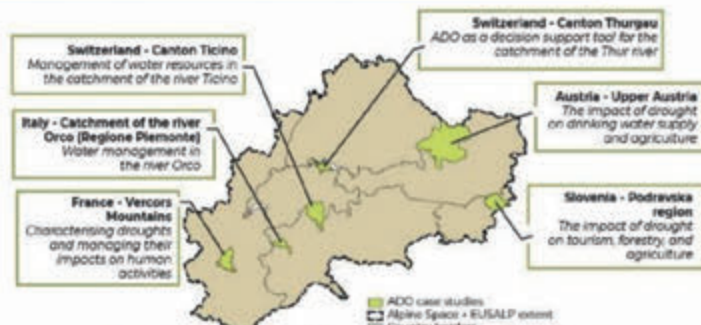 Switzerland - Canton Thurgau
ADO as a decision support tool for the
catchment of the Thur river
Switzerland - Canton Ticino
Management of water resources in
the catchment of the river Ticino
Austria - Upper Austria
The impact of drought
on drinking water supply
and agriculture
Italy - Catchment of the river
Orco (Regione Piemonte)
Water management in
the river Orco
France - Vercors
Mountains
Characterising droughts
and managing their
impacts on human
activities
Slovenia - Podravska
region
The impact of drought
on tourism, forestry, and
agriculture
ADO case studies
Alpine Space + EUSALP extent